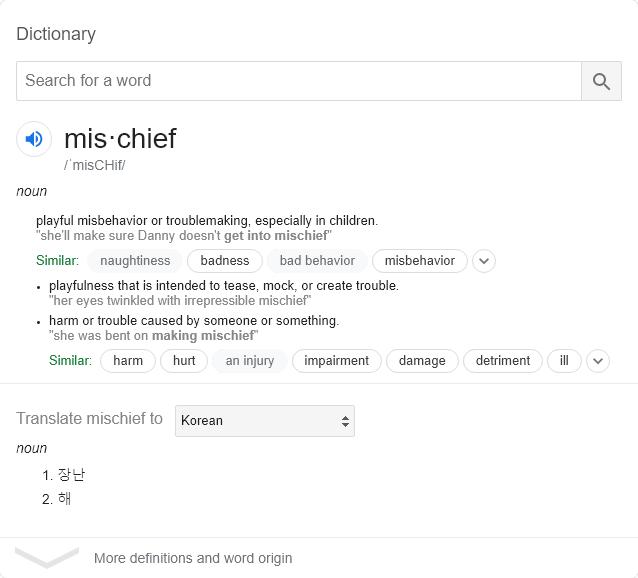 Dictionary
Search for a word
mis·chief
/ˈmisCHif/
noun
playful misbehavior or troublemaking, especially in children.
"she'll make sure Danny doesn't get into mischief"
Similar: naughtiness badness bad behavior misbehavior
• playfulness that is intended to tease, mock, or create trouble.
"her eyes twinkled with irrepressible mischief"
• harm or trouble caused by someone or something.
"she was bent on making mischief"
Similar: harm hurt an injury impairment damage detriment ill
Translate mischief to Korean
noun
1. 장난
2. 해
More definitions and word origin